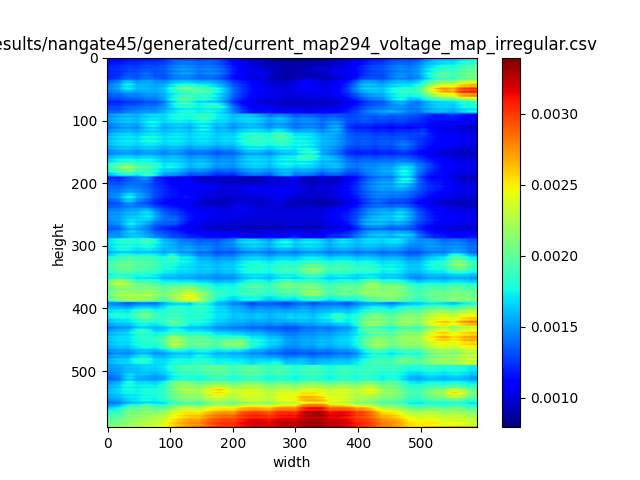 esults/nangate45/generated/current_map294_voltage_map_irregular.csv
0
100
200
300
400
500
height
0 100 200 300 400 500
width
0.0030
0.0025
0.0020
0.0015
0.0010